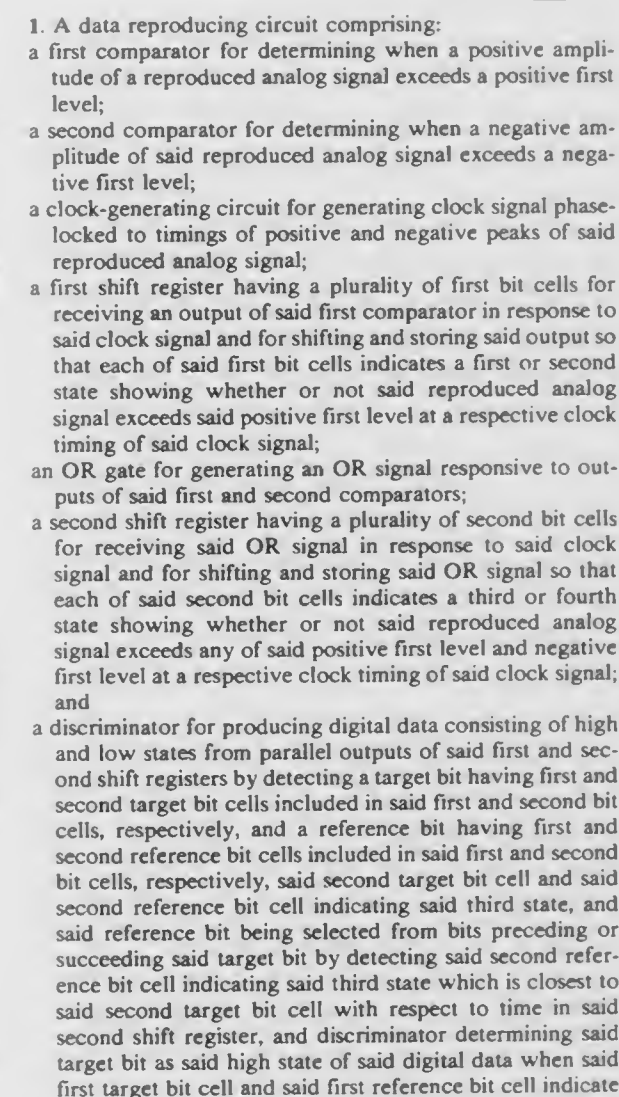 1. A data reproducing circuit comprising:
a first comparator for determining when a positive ampli-
tude of a reproduced analog signal exceeds a positive first
level;
a second comparator for determining when a negative am-
plitude of said reproduced analog signal exceeds a nega-
tive first level;
a clock-generating circuit for generating clock signal phase-
locked to timings of positive and negative peaks of said
reproduced analog signal;
a first shift register having a plurality of first bit cells for
receiving an output of said first comparator in response to
said clock signal and for shifting and storing said output so
that each of said first bit cells indicates a first or second
state showing whether or not said reproduced analog
signal exceeds said positive first level at a respective clock
timing of said clock signal;
an OR gate for generating an OR signal responsive to out-
puts of said first and second comparators;
a second shift register having a plurality of second bit cells
for receiving said OR signal in response to said clock
signal and for shifting and storing said OR signal so that
each of said second bit cells indicates a third or fourth
state showing whether or not said reproduced analog
signal exceeds any of said positive first level and negative
first level at a respective clock timing of said clock signal;
and
a discriminator for producing digital data consisting of high
and low states from parallel outputs of said first and sec-
ond shift registers by detecting a target bit having first and
second target bit cells included in said first and second bit
cells, respectively, and a reference bit having first and
second reference bit cells included in said first and second
bit cells, respectively, said second target bit cell and said
second reference bit cell indicating said third state, and
said reference bit being selected from bits preceding or
succeeding said target bit by detecting said second refer-
ence bit cell indicating said third state which is closest to
said second target bit cell with respect to time in said
second shift register, and discriminator determining said
target bit as said high state of said digital data when said
first target bit cell and said first reference bit cell indicate